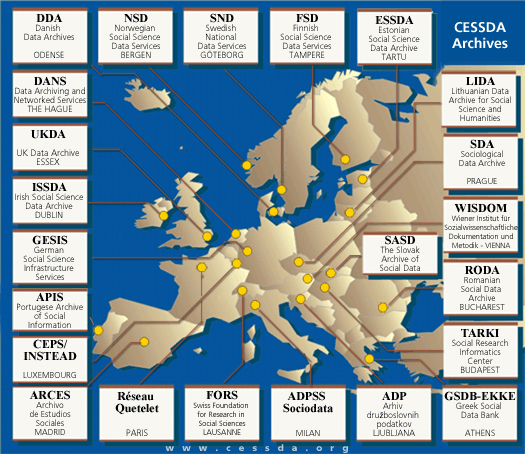 DDA
Danish
Data Archives
ODENSE
NSD
Norwegian
Social Science
Data Services
BERGEN
SND
Swedish
National
Data Services
GÖTEBORG
FSD
Finnish
Social Science
Data Services
TAMPERE
ESSDA
Estonian
Social Science
Data Archive
TARTU
CESSDA
Archives
DANS
Data Archiving and
Networked Services
THE HAGUE
LIDA
Lithuanian Data
Archive for Social
Science and
Humanities
UKDA
UK Data Archive
ESSEX
SDA
Sociological
Data Archive
PRAGUE
ISSDA
Irish Social Science
Data Archive
DUBLIN
WISDOM
Wiener Institut für
Sozialwissenschaftliche
Dokumentation und
Metodik - VIENNA
GESIS
German
Social Science
Infrastructure
Services
SASD
The Slovak
Archive of
Social Data
RODA
Romanian
Social Data
Archive
BUCHAREST
APIS
Portugese Archive
of Social
Information
TARKI
Social Research
Informatics
Center
BUDAPEST
CEPS/
INSTEAD
LUXEMBOURG
ARCES
Archivo
de Estudios
Sociales
MADRID
Réseau
Quetelet
PARIS
FORS
Swiss Foundation
for Research in
Social Sciences
LAUSANNE
ADPSS
Sociodata
MILAN
ADP
Arhiv
družboslovnih
podatkov
LJUBLJANA
GSDB-EKKE
Greek Social
Data Bank
ATHENS
www.cessda.org